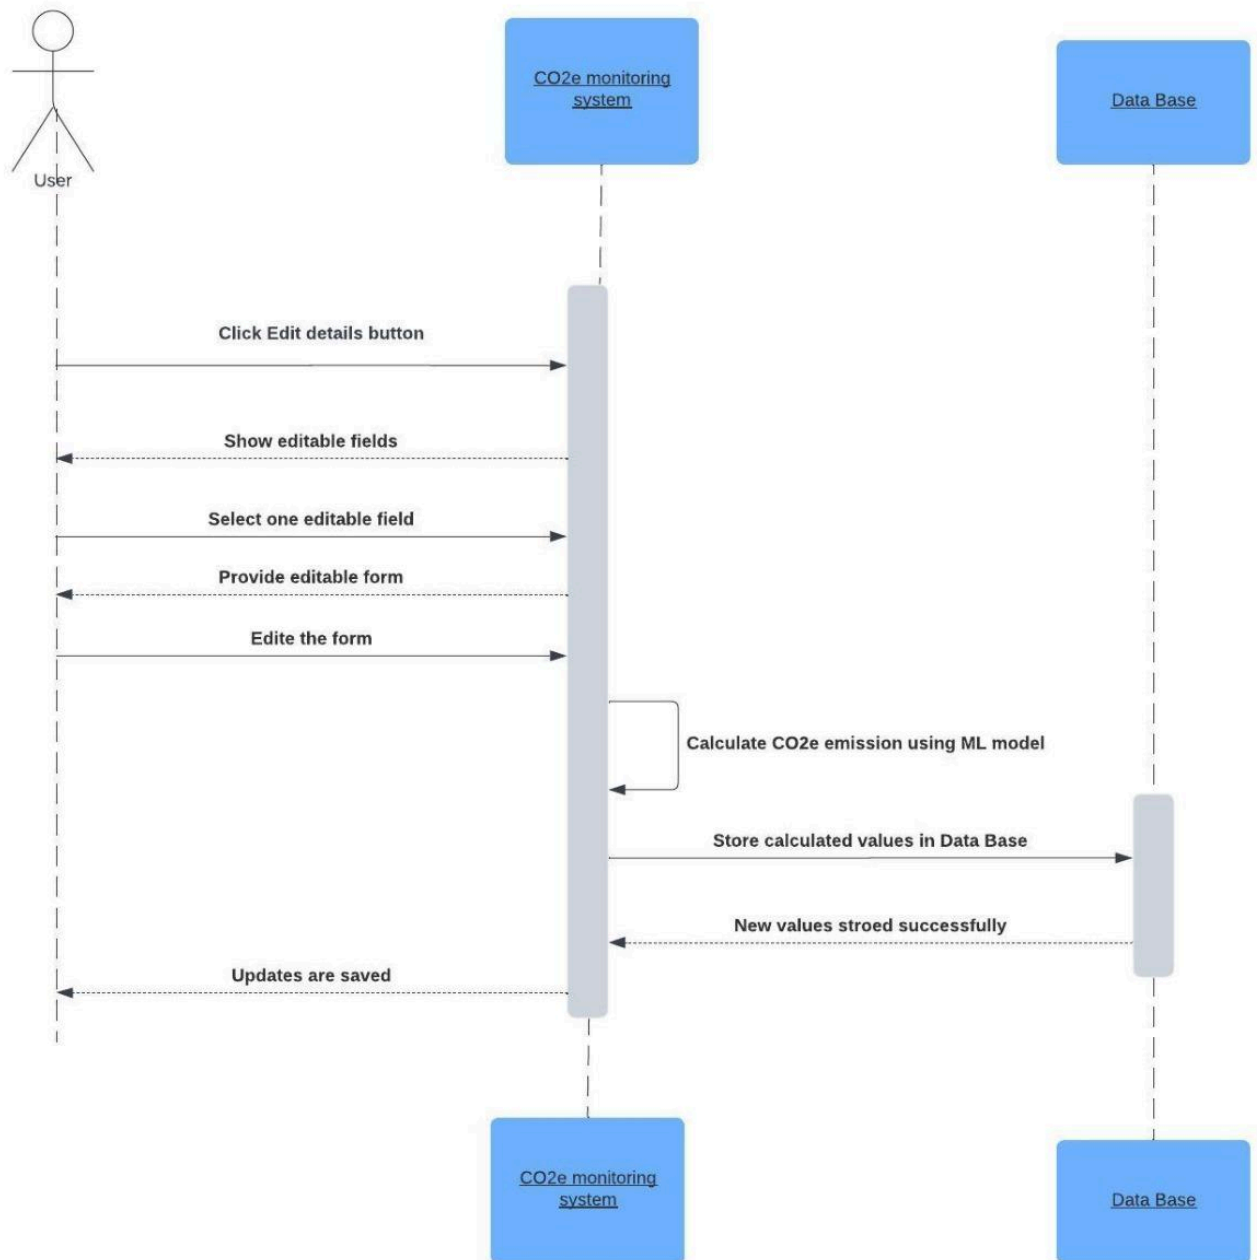 CO2e monitoring
system
Data Base
User
Click Edit details button
Show editable fields
Select one editable field
Provide editable form
Edite the form
Calculate CO2e emission using ML model
Store calculated values in Data Base
New values stroed successfully
Updates are saved
CO2e monitoring
system
Data Base